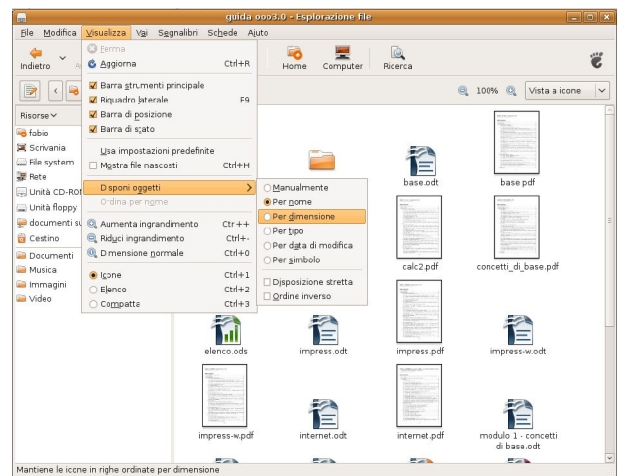 guida ooo3.0 - Esplorazione file
File Modifica Visualizza Vai Segnalibri Schede Ajuto
Indietro
Home Computer Ricerca
Ferma
Aggiorna Ctrl+R
Barra strumenti principale
Riquadro laterale F9
Barra di posizione
Barra di stato
Usa impostazioni predefinite
Mostra file nascosti Ctrl+H
Disponi oggetti
Ordina per nome
Aumenta ingrandimento Ctrl++
Riduci ingrandimento Ctrl+-
Dimensione normale Ctrl+0
Icone Ctrl+1
Elenco Ctrl+2
Compatta Ctrl+3
Manualmente
Per nome
Per dimensione
Per tipo
Per data di modifica
Per simbolo
Disposizione stretta
Ordine inverso
100% Vista a icone
Risorse
fabio
Scrivania
File system
Rete
Unità CD-RO
Unità floppy
documenti su
Cestino
Documenti
Musica
Immagini
Video
base.odt base pdf
calc2.pdf concetti_di_base.pdf
elenco.ods impress.odt impress.pdf impress-w.odt
impress-w.pdf internet.odt internet.pdf modulo 1 - concetti
di base.odt
Mantiene le iccne in righe ordinate per dimensione